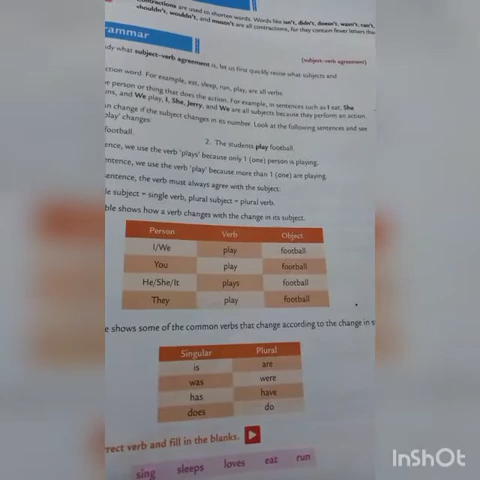 contractions are used to shorten words. Words like isn't, didn't, doesn't, wasn't, can't,
shouldn't, wouldn't, and mustn't are all contractions, for they contain fewer letters
rammar
(subject-verb agreement)
what subject-verb agreement is, let us first quickly revise what subjects and
word. For example, eat, sleep, run, play, are all verbs.
person or thing that does the action. For example, in sentences such as I eat, She
and We play, I, She, Jerry, and We are all subjects because they perform an action.
change if the subject changes in its number. Look at the following sentences and see
play' changes:
football.
2. The students play football.
ence, we use the verb 'plays' because only 1 (one) person is playing.
entence, we use the verb 'play' because more than 1 (one) are playing.
entence, the verb must always agree with the subject.
le subject = single verb, plural subject = plural verb.
ble shows how a verb changes with the change in its subject.
Person Verb Object
I/We play football
You play football
He/She/It plays football
They play football
e shows some of the common verbs that change according to the change in
Singular Plural
is are
was were
has have
does do
rrect verb and fill in the blanks.
sing sleeps loves eat run
InShOt